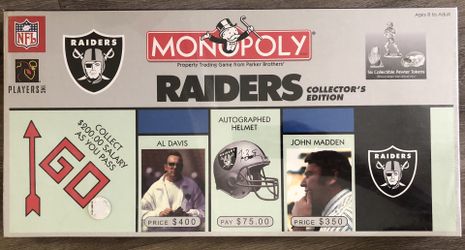 Ages 8 to Adult
NFL
RAIDERS
MONOPOLY
Property Trading Game from Parker Brothers®
PLAYERS INC
RAIDERS
COLLECTOR'S
EDITION
Six Collectible Pewter Tokens
COLLECT
$200.00 SALARY
AS YOU PASS
GO
AL DAVIS
PRICE $400
AUTOGRAPHED
HELMET
PAY $75.00
JOHN MADDEN
PRICE $350
RAIDERS